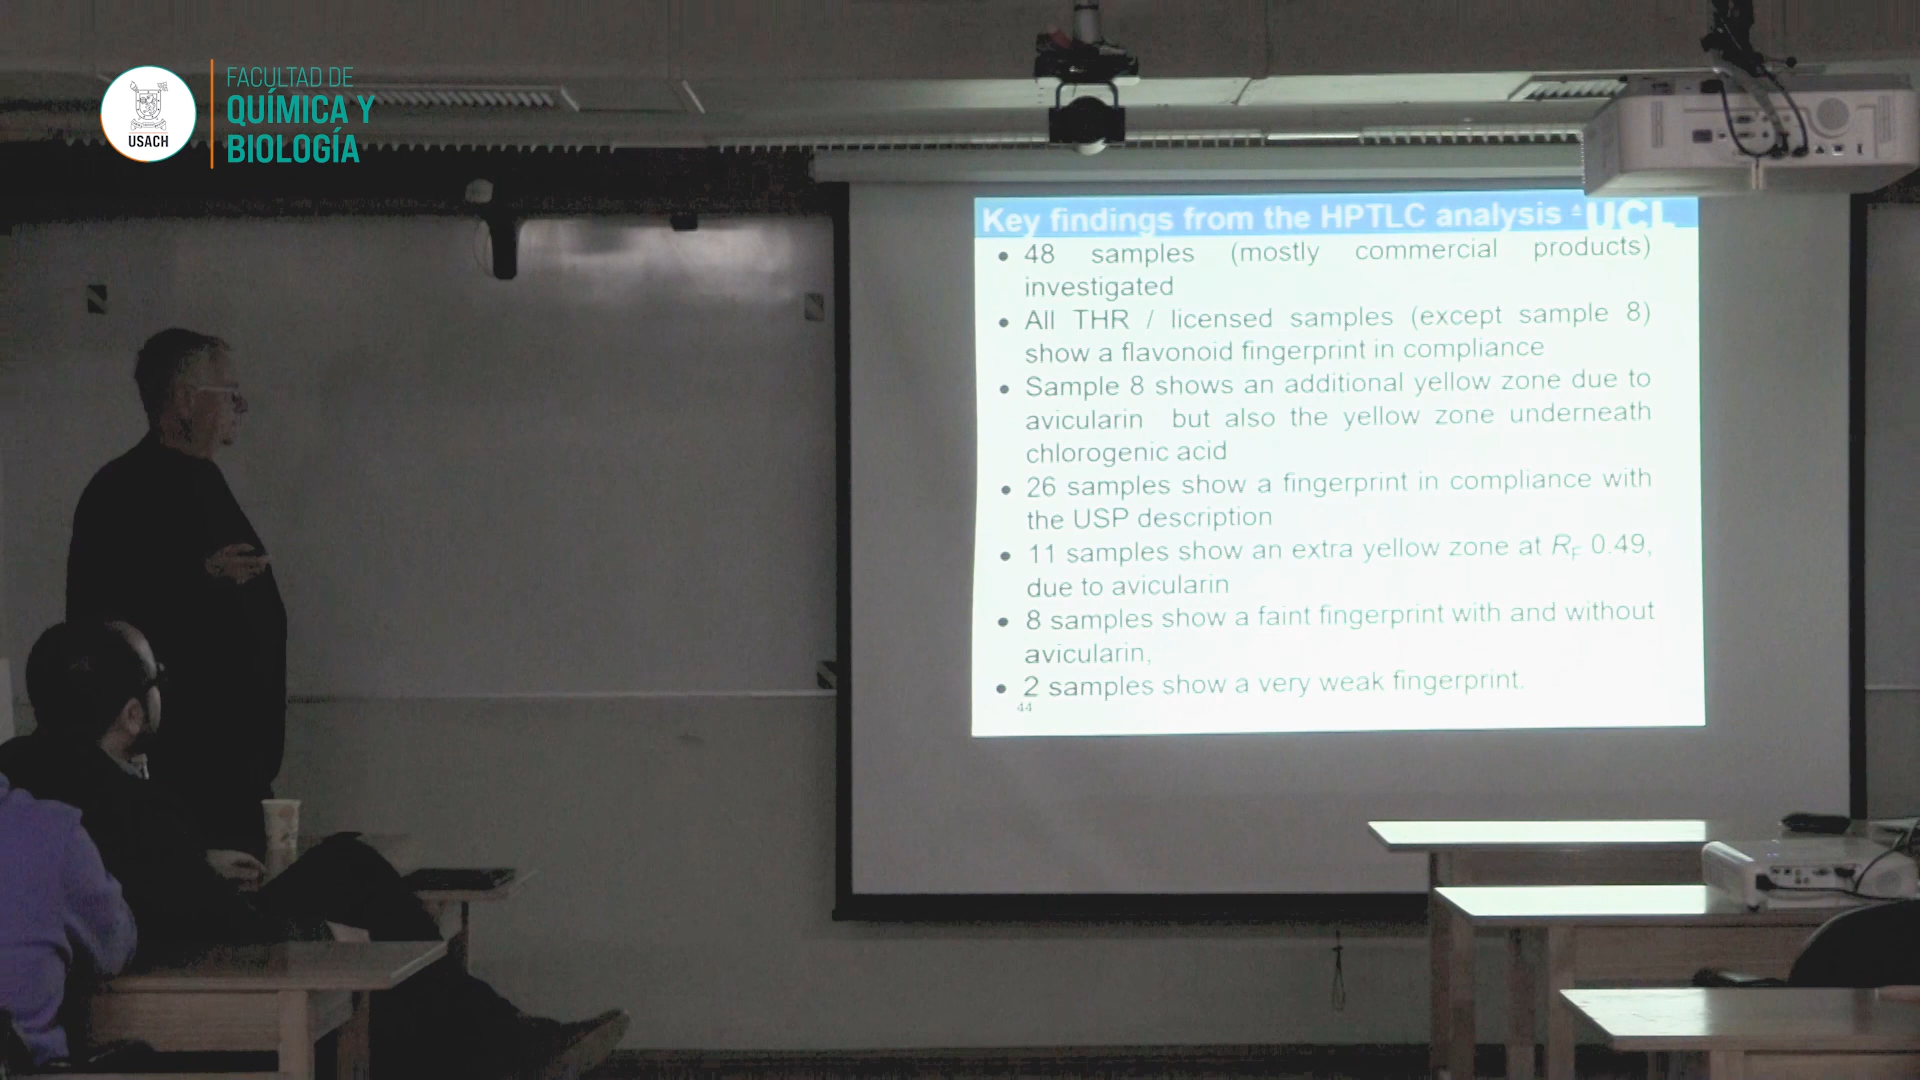 USACH
FACULTAD DE
QUÍMICA Y
BIOLOGÍA
Key findings from the HPTLC analysis
UCL
• 48 samples (mostly commercial products)
investigated
• All THR / licensed samples (except sample 8)
show a flavonoid fingerprint in compliance
• Sample 8 shows an additional yellow zone due to
avicularin but also the yellow zone underneath
chlorogenic acid
• 26 samples show a fingerprint in compliance with
the USP description
• 11 samples show an extra yellow zone at RF 0.49,
due to avicularin
• 8 samples show a faint fingerprint with and without
avicularin,
• 2 samples show a very weak fingerprint.
44